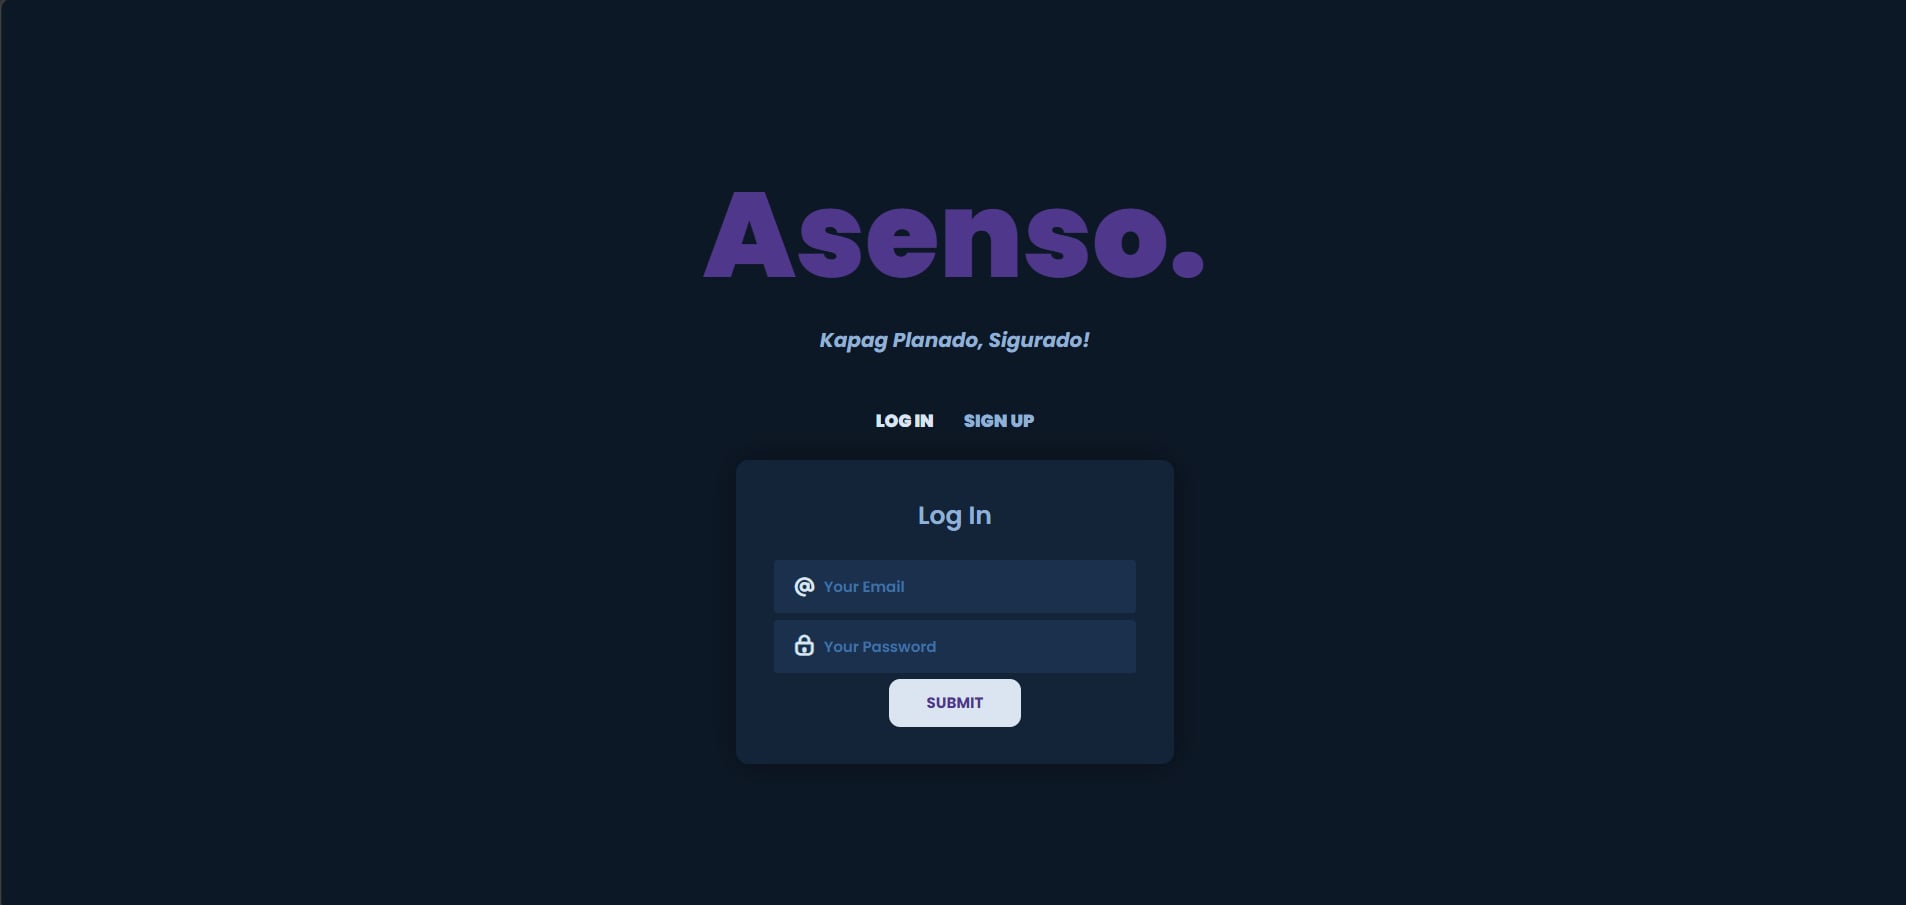 Asenso.
Kapag Planado, Sigurado!
LOG IN SIGN UP
Log In
@ Your Email
Your Password
SUBMIT